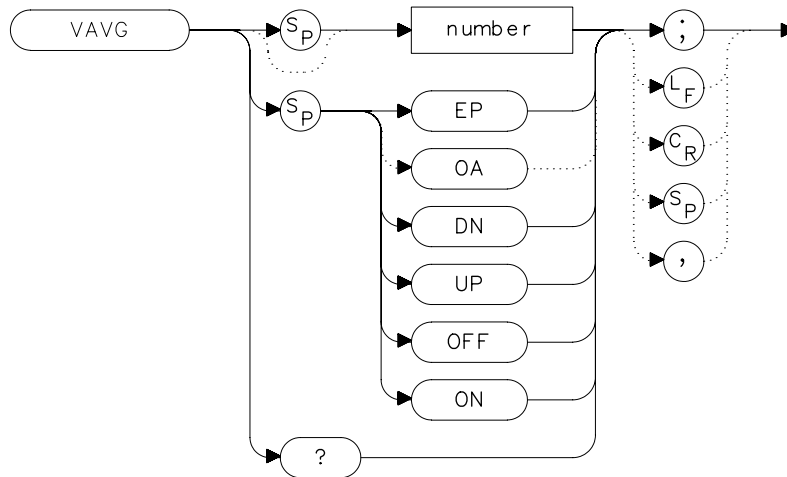 VAVG
SP
number
;
LF
SP
EP
CR
OA
SP
DN
,
UP
OFF
ON
?